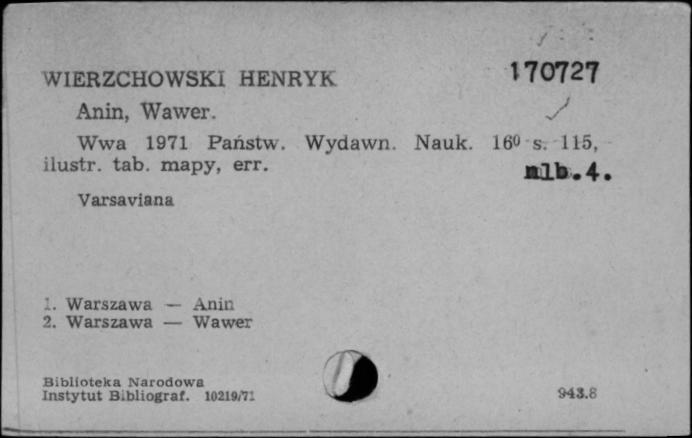 WIERZCHOWSKI HENRYK
170727
Anin, Wawer.
Wwa 1971 Państw. Wydawn. Nauk. 16⁰ s. 115,
ilustr. tab. mapy, err.
nlb.4.
Varsaviana
1. Warszawa — Anin
2. Warszawa — Wawer
Biblioteka Narodowa
Instytut Bibliograf. 10219/71
943.8